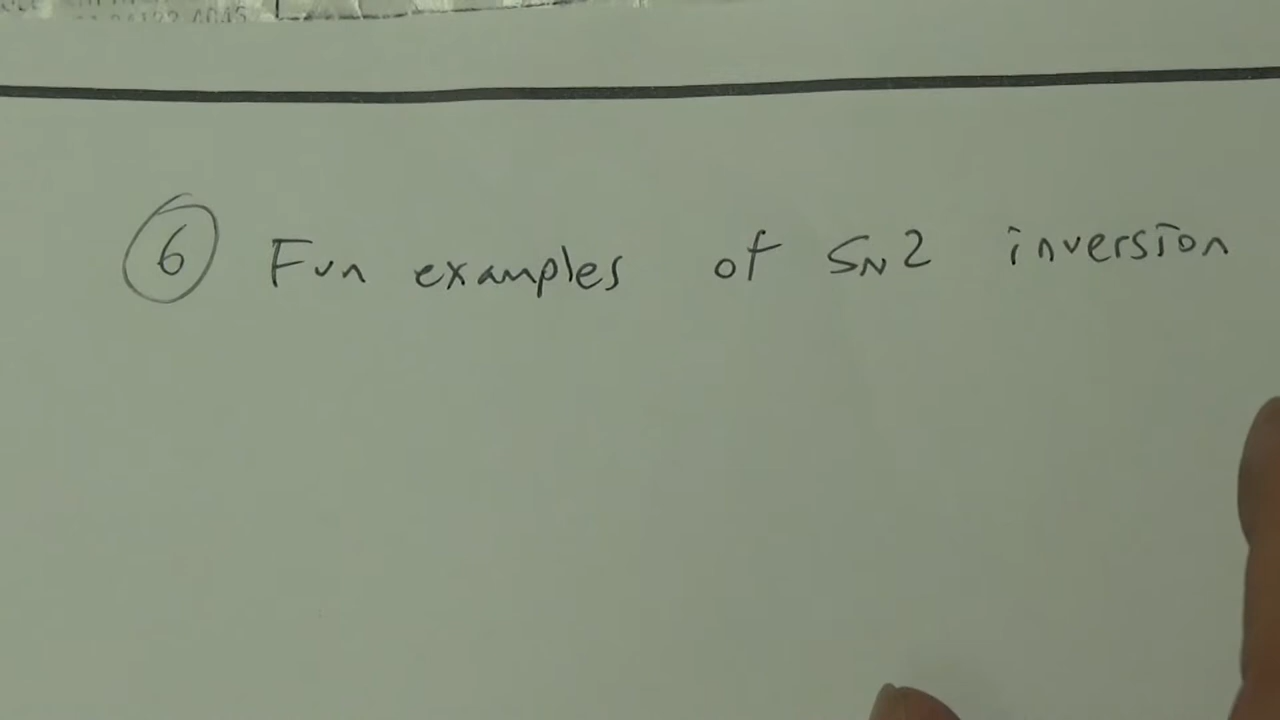 ⑥ Fun examples of SN2 inversion